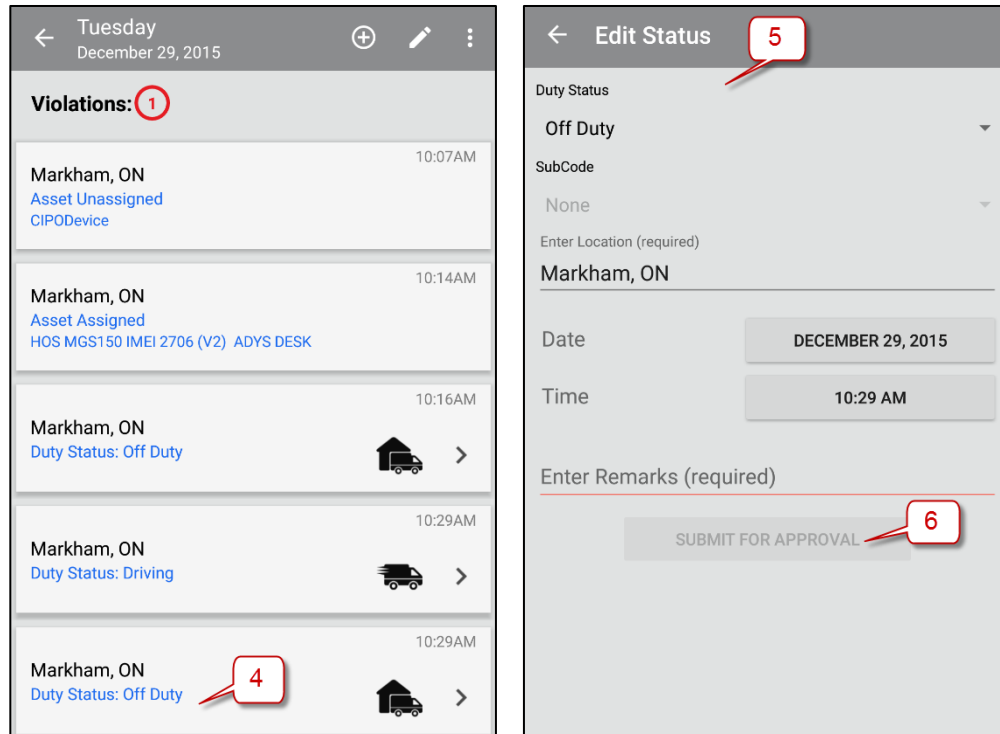 Tuesday
December 29, 2015
Violations: 1
10:07AM
Markham, ON
Asset Unassigned
CIPODevice
10:14AM
Markham, ON
Asset Assigned
HOS MGS150 IMEI 2706 (V2) ADYS DESK
10:16AM
Markham, ON
Duty Status: Off Duty
10:29AM
Markham, ON
Duty Status: Driving
10:29AM
Markham, ON
Duty Status: Off Duty
4
Edit Status
5
Duty Status
Off Duty
SubCode
None
Enter Location (required)
Markham, ON
Date DECEMBER 29, 2015
Time 10:29 AM
Enter Remarks (required)
SUBMIT FOR APPROVAL
6